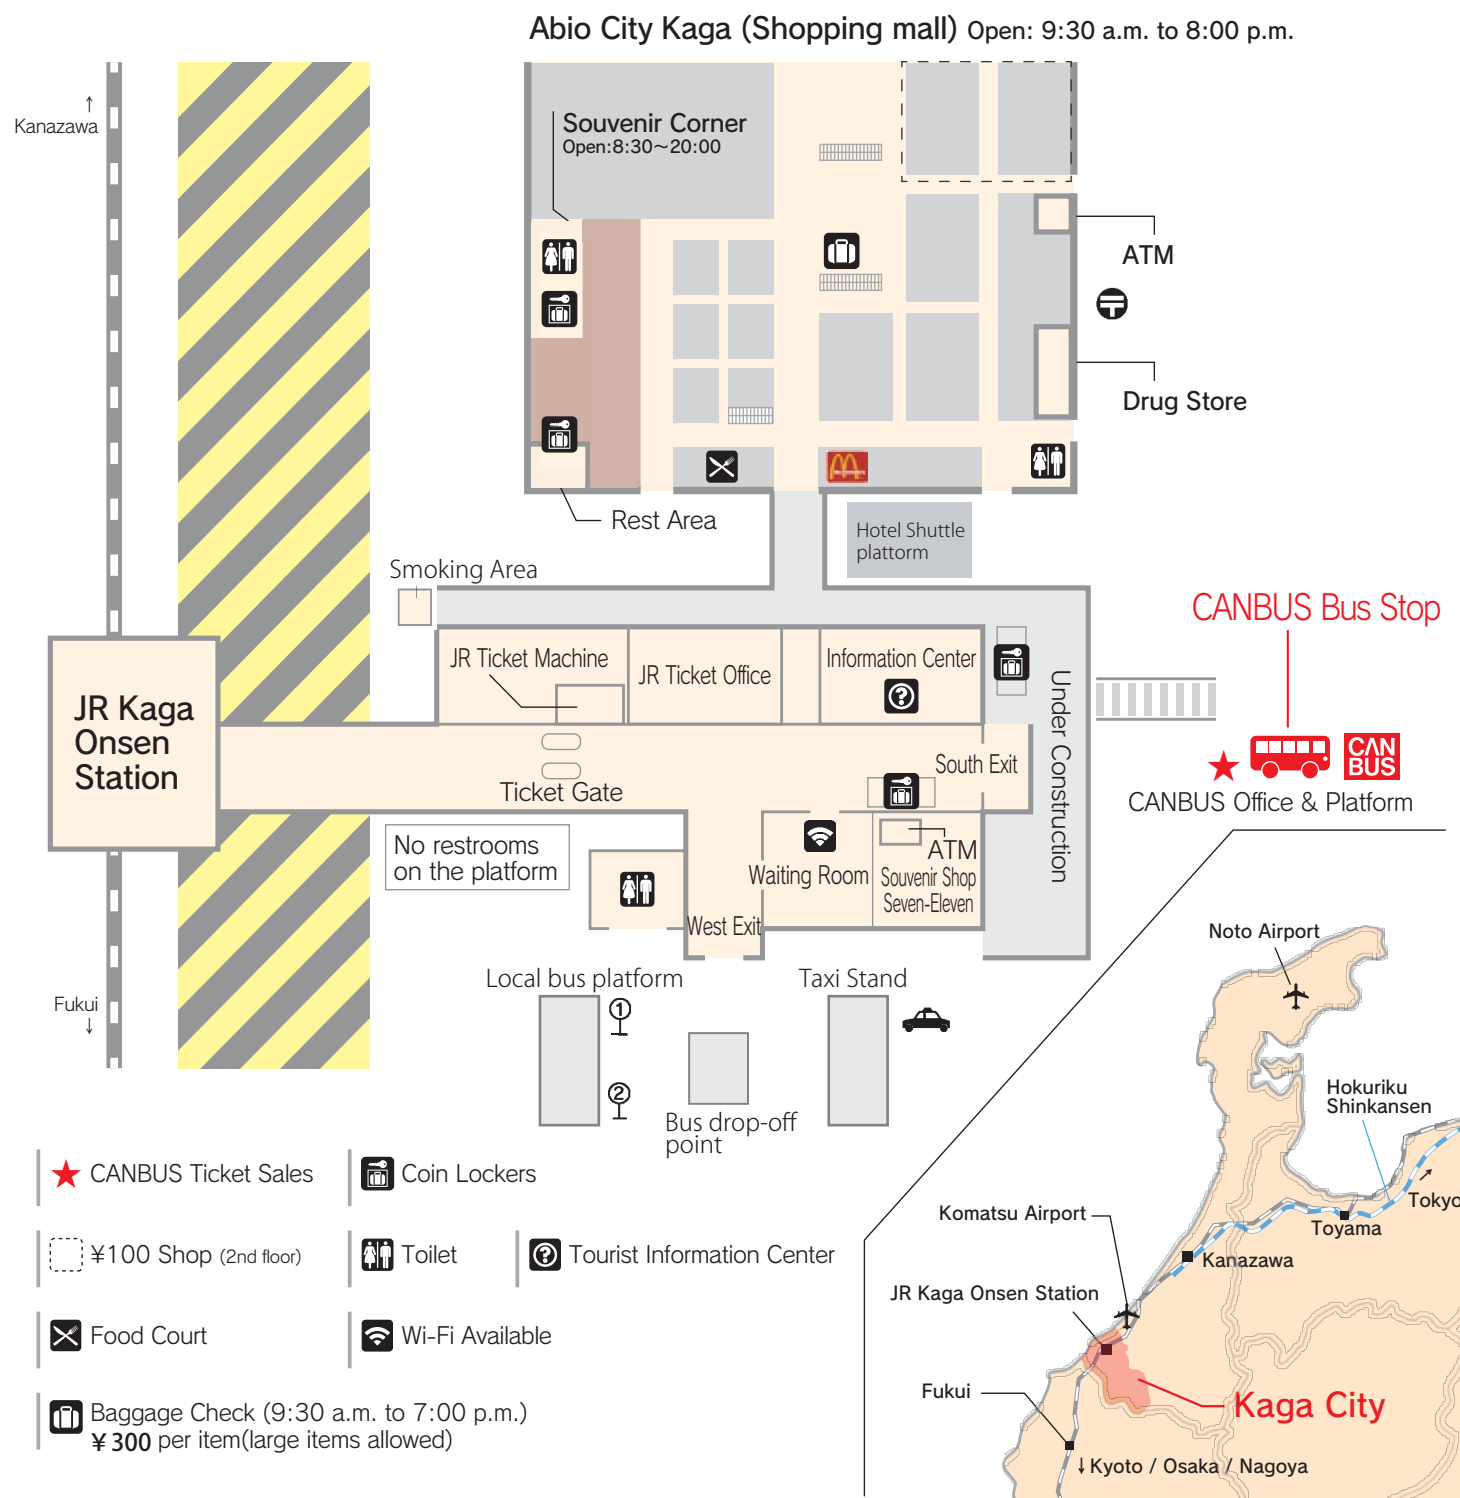 Abio City Kaga (Shopping mall) Open: 9:30 a.m. to 8:00 p.m.
↑
Kanazawa
Souvenir Corner
Open:8:30~20:00
ATM
Drug Store
Rest Area
Hotel Shuttle
plattorm
Smoking Area
CANBUS Bus Stop
JR Ticket Machine
JR Ticket Office
Information Center
JR Kaga
Onsen
Station
Under Construction
South Exit
Ticket Gate
CAN
BUS
CANBUS Office & Platform
No restrooms
on the platform
ATM
Waiting Room
Souvenir Shop
Seven-Eleven
West Exit
Fukui
↓
Local bus platform
1
2
Taxi Stand
Bus drop-off
point
Noto Airport
Hokuriku
Shinkansen
Tokyo
Toyama
Komatsu Airport
Kanazawa
JR Kaga Onsen Station
Fukui
Kaga City
↓Kyoto / Osaka / Nagoya
CANBUS Ticket Sales
Coin Lockers
¥100 Shop (2nd floor)
Toilet
Tourist Information Center
Food Court
Wi-Fi Available
Baggage Check (9:30 a.m. to 7:00 p.m.)
¥300 per item(large items allowed)